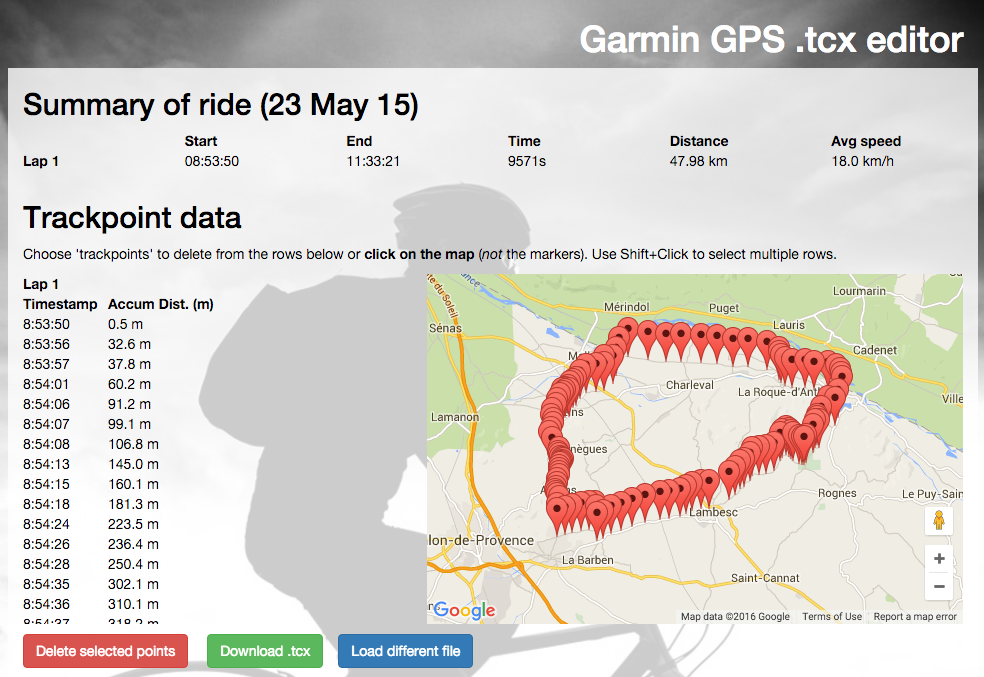 Garmin GPS .tcx editor
Summary of ride (23 May 15)
Start End Time Distance Avg speed
Lap 1 08:53:50 11:33:21 9571s 47.98 km 18.0 km/h
Trackpoint data
Choose 'trackpoints' to delete from the rows below or click on the map (not the markers). Use Shift+Click to select multiple rows.
Lap 1
Timestamp Accum Dist. (m)
8:53:50 0.5 m
8:53:56 32.6 m
8:53:57 37.8 m
8:54:01 60.2 m
8:54:06 91.2 m
8:54:07 99.1 m
8:54:08 106.8 m
8:54:13 145.0 m
8:54:15 160.1 m
8:54:18 181.3 m
8:54:24 223.5 m
8:54:26 236.4 m
8:54:28 250.4 m
8:54:35 302.1 m
8:54:36 310.1 m
8:54:37 318.2 m
du Soleil
Lourmarin
Mérindol
Puget
Sénas
Lauris
Cadenet
Charleval
La Roque-d'Ant
Ville
Lamanon
nègues
Rognes
Le Puy-Sain
Lambesc
lon-de-Provence
La Barben
Saint-Cannat
Google
Map data ©2016 Google Terms of Use Report a map error
Delete selected points Download .tcx Load different file